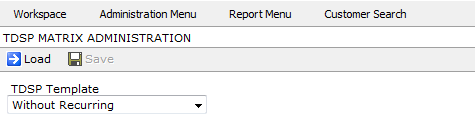 Workspace Administration Menu Report Menu Customer Search
TDSP MATRIX ADMINISTRATION
Load Save
TDSP Template
Without Recurring